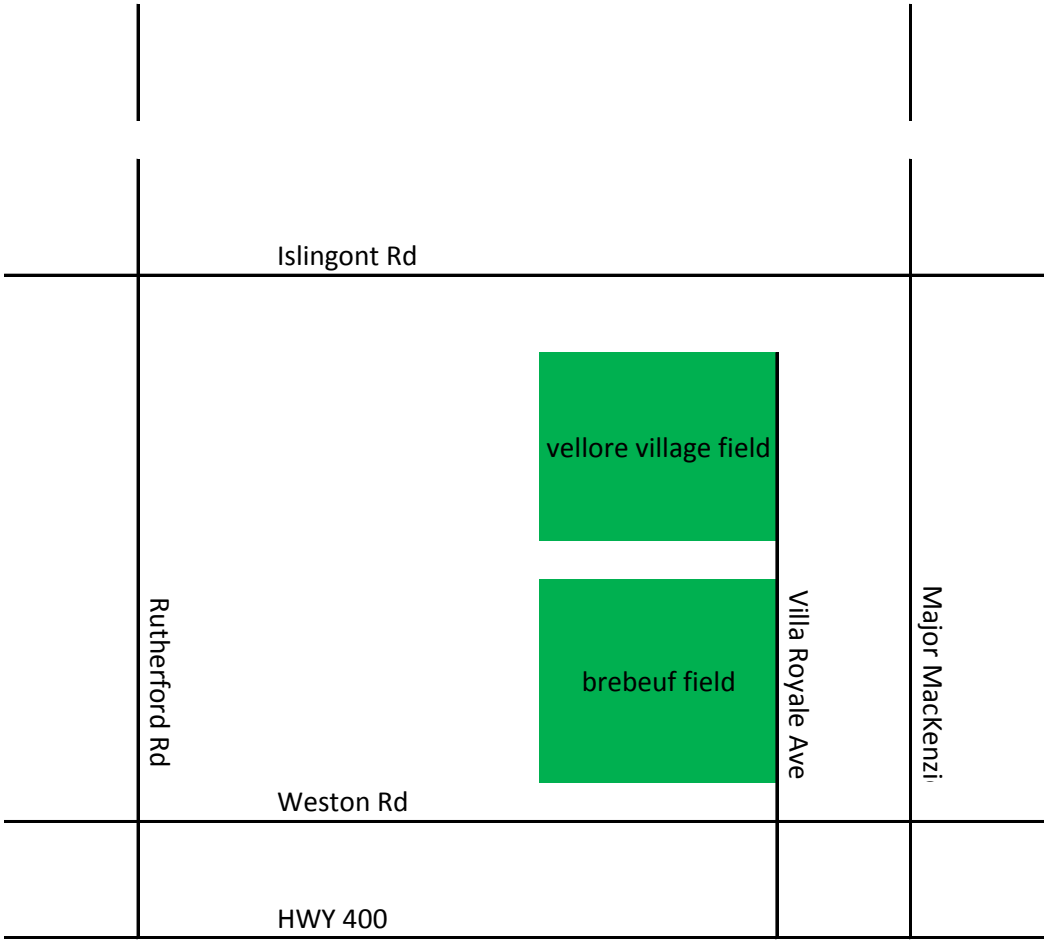 Islingont Rd
vellore village field
brebeuf field
Rutherford Rd
Villa Royale Ave
Major MacKenzi
Weston Rd
HWY 400